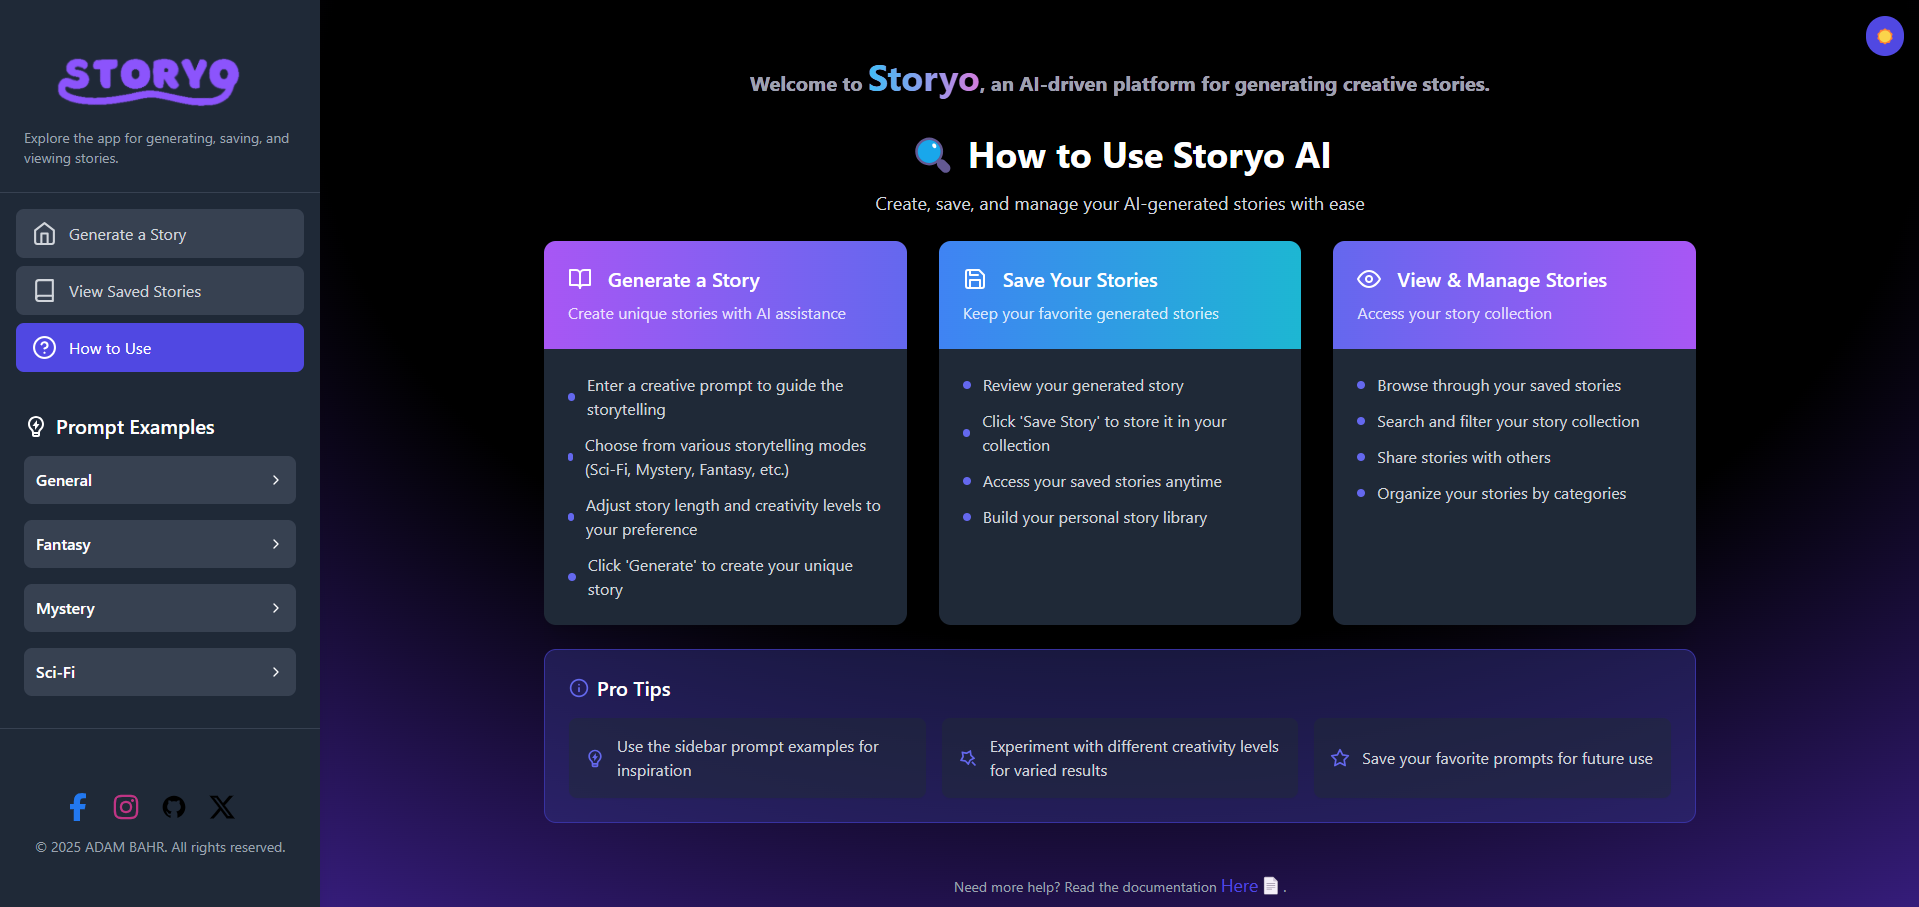 STORYO
Explore the app for generating, saving, and
viewing stories.
Generate a Story
View Saved Stories
How to Use
Prompt Examples
General
Fantasy
Mystery
Sci-Fi
© 2025 ADAM BAHR. All rights reserved.
Welcome to Storyo, an AI-driven platform for generating creative stories.
How to Use Storyo AI
Create, save, and manage your AI-generated stories with ease
Generate a Story
Create unique stories with AI assistance
Enter a creative prompt to guide the
storytelling
Choose from various storytelling modes
(Sci-Fi, Mystery, Fantasy, etc.)
Adjust story length and creativity levels to
your preference
Click 'Generate' to create your unique
story
Save Your Stories
Keep your favorite generated stories
Review your generated story
Click 'Save Story' to store it in your
collection
Access your saved stories anytime
Build your personal story library
View & Manage Stories
Access your story collection
Browse through your saved stories
Search and filter your story collection
Share stories with others
Organize your stories by categories
Pro Tips
Use the sidebar prompt examples for
inspiration
Experiment with different creativity levels
for varied results
Save your favorite prompts for future use
Need more help? Read the documentation Here 📄 .